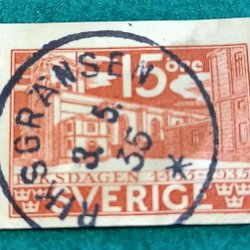 15 ÖRE
RIKSGRÄNSEN
3. 5.
35
RIKSDAGEN 1435-1935
SVERIGE